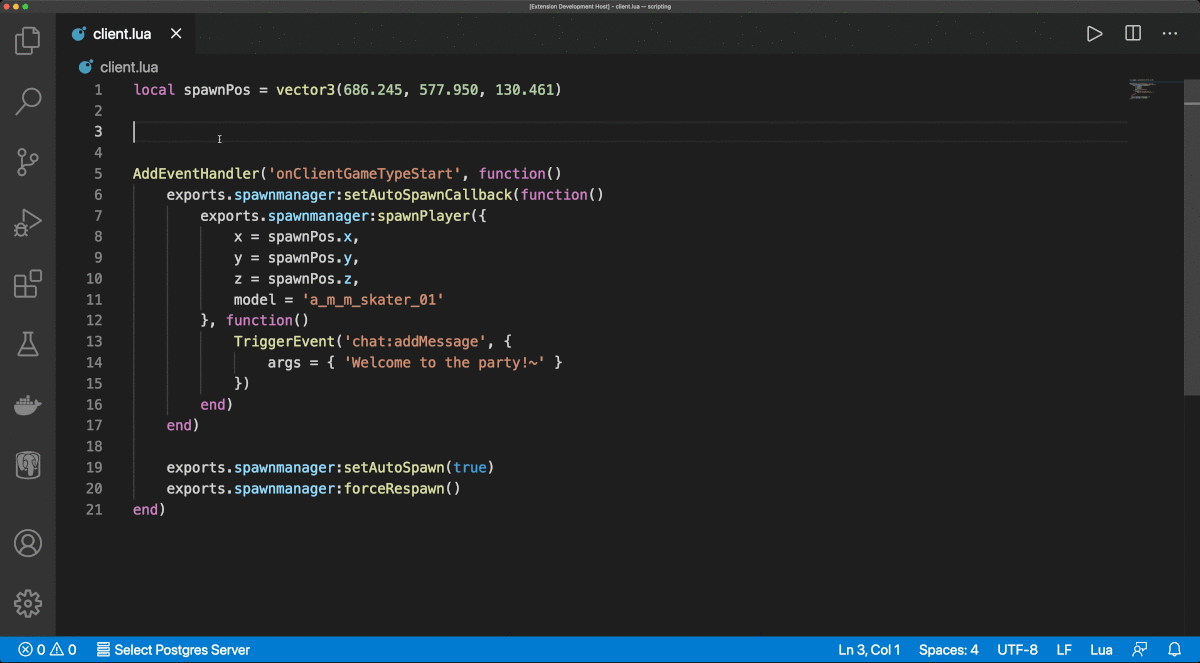 [Extension Development Host] - client.lua — scripting
client.lua
client.lua
1 local spawnPos = vector3(686.245, 577.950, 130.461)
2
3
4
5 AddEventHandler('onClientGameTypeStart', function()
6 exports.spawnmanager:setAutoSpawnCallback(function()
7 exports.spawnmanager:spawnPlayer({
8 x = spawnPos.x,
9 y = spawnPos.y,
10 z = spawnPos.z,
11 model = 'a_m_m_skater_01'
12 }, function()
13 TriggerEvent('chat:addMessage', {
14 args = { 'Welcome to the party!~' }
15 })
16 end)
17 end)
18
19 exports.spawnmanager:setAutoSpawn(true)
20 exports.spawnmanager:forceRespawn()
21 end)
0 0 Select Postgres Server Ln 3, Col 1 Spaces: 4 UTF-8 LF Lua